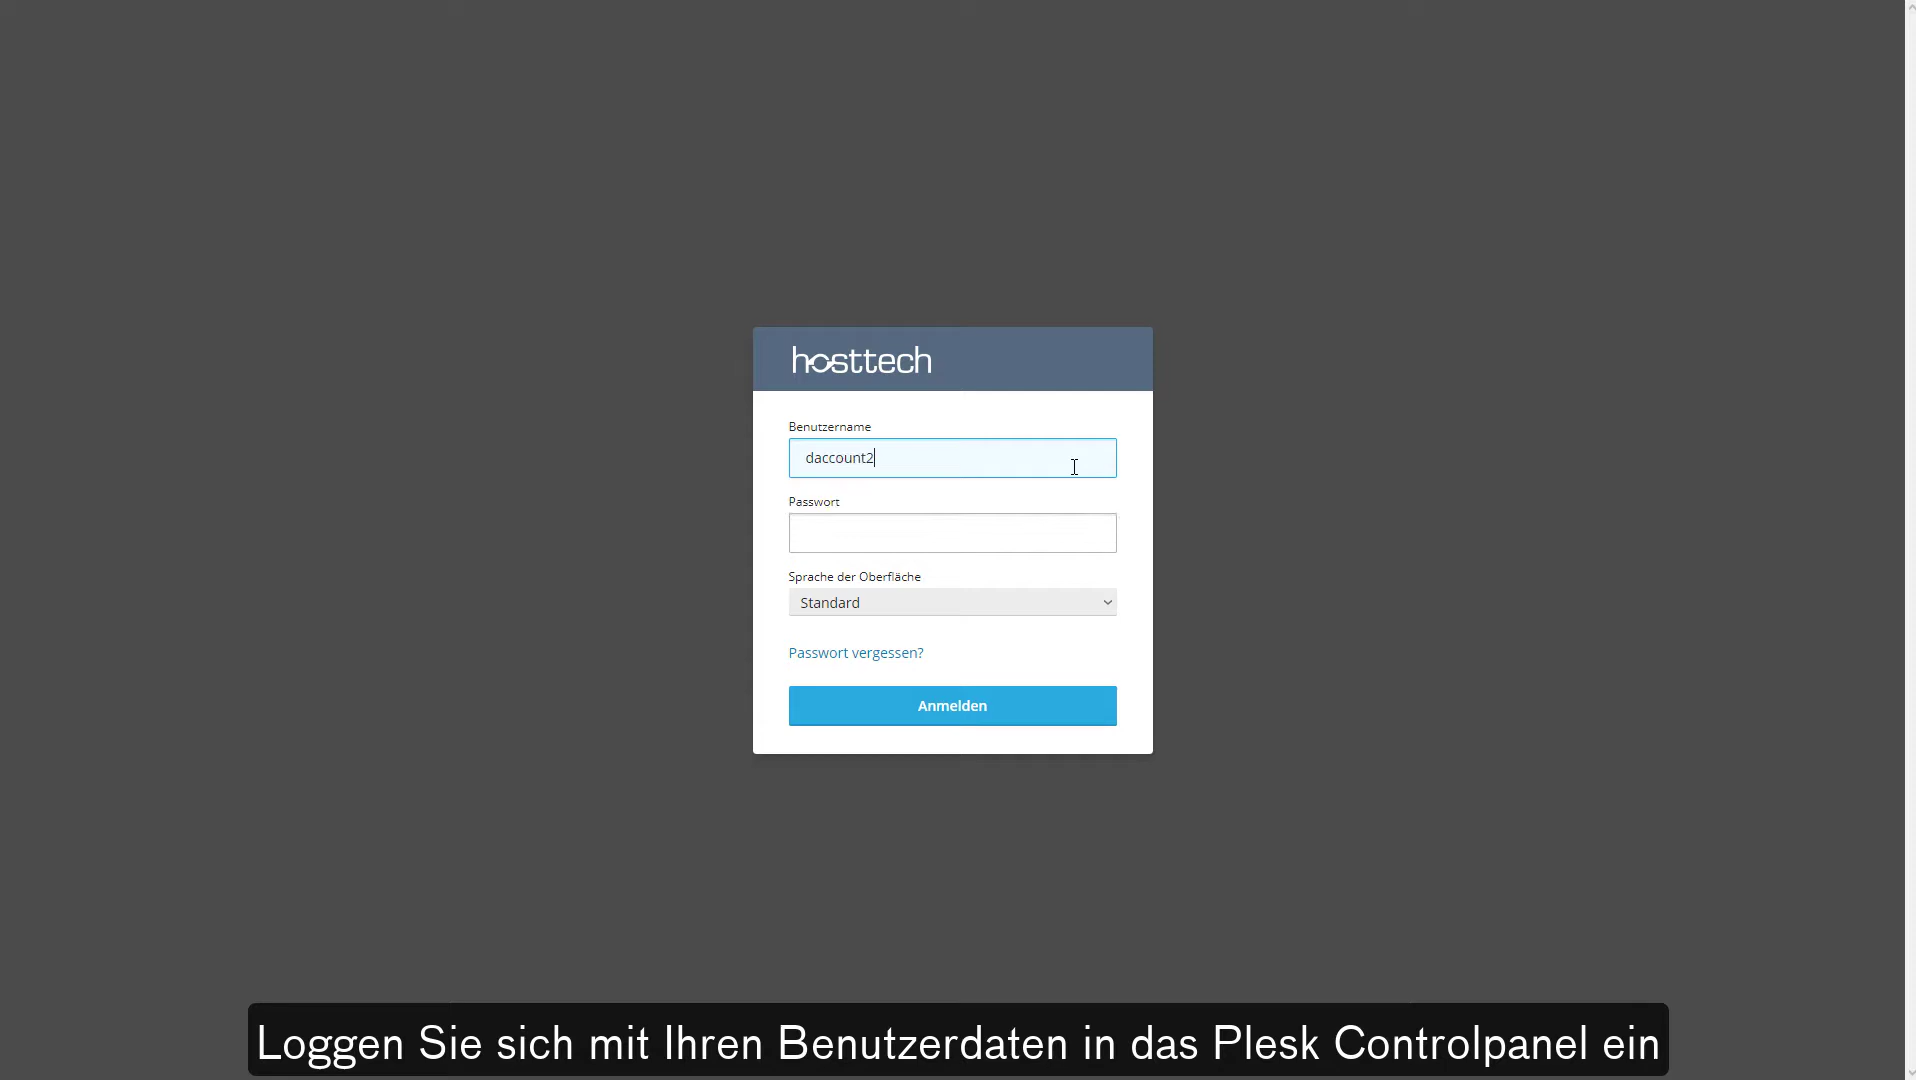 hosttech
Benutzername
daccount2
Passwort
Sprache der Oberfläche
Standard
Passwort vergessen?
Anmelden
Loggen Sie sich mit Ihren Benutzerdaten in das Plesk Controlpanel ein